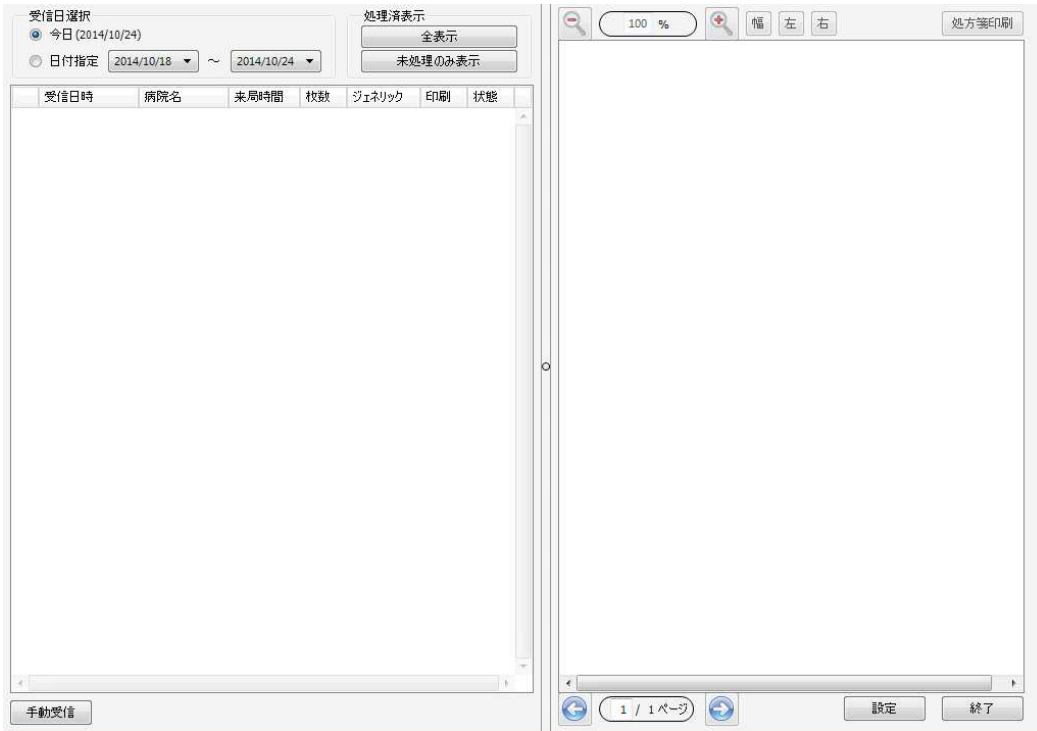 受信日選択
今日(2014/10/24)
日付指定 2014/10/18 ～ 2014/10/24
処理済表示
全表示
未処理のみ表示
受信日時 病院名 来局時間 枚数 ジェネリック 印刷 状態
手動受信
100 % 幅 左 右 処方箋印刷
1 / 1 ページ 設定 終了